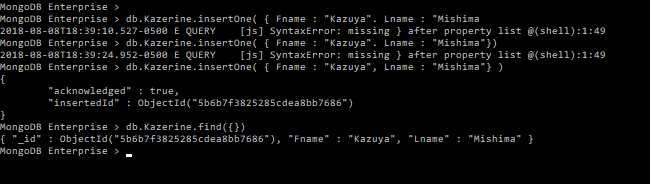 MongoDB Enterprise >
MongoDB Enterprise > db.Kazerine.insertOne( { Fname : "Kazuya". Lname : "Mishima
2018-08-08T18:39:10.527-0500 E QUERY    [js] SyntaxError: missing } after property list @(shell):1:49
MongoDB Enterprise > db.Kazerine.insertOne( { Fname : "Kazuya". Lname : "Mishima"})
2018-08-08T18:39:24.952-0500 E QUERY    [js] SyntaxError: missing } after property list @(shell):1:49
MongoDB Enterprise > db.Kazerine.insertOne( { Fname : "Kazuya", Lname : "Mishima"} )
{
        "acknowledged" : true,
        "insertedId" : ObjectId("5b6b7f3825285cdea8bb7686")
}
MongoDB Enterprise > db.Kazerine.find({})
{ "_id" : ObjectId("5b6b7f3825285cdea8bb7686"), "Fname" : "Kazuya", "Lname" : "Mishima" }
MongoDB Enterprise >